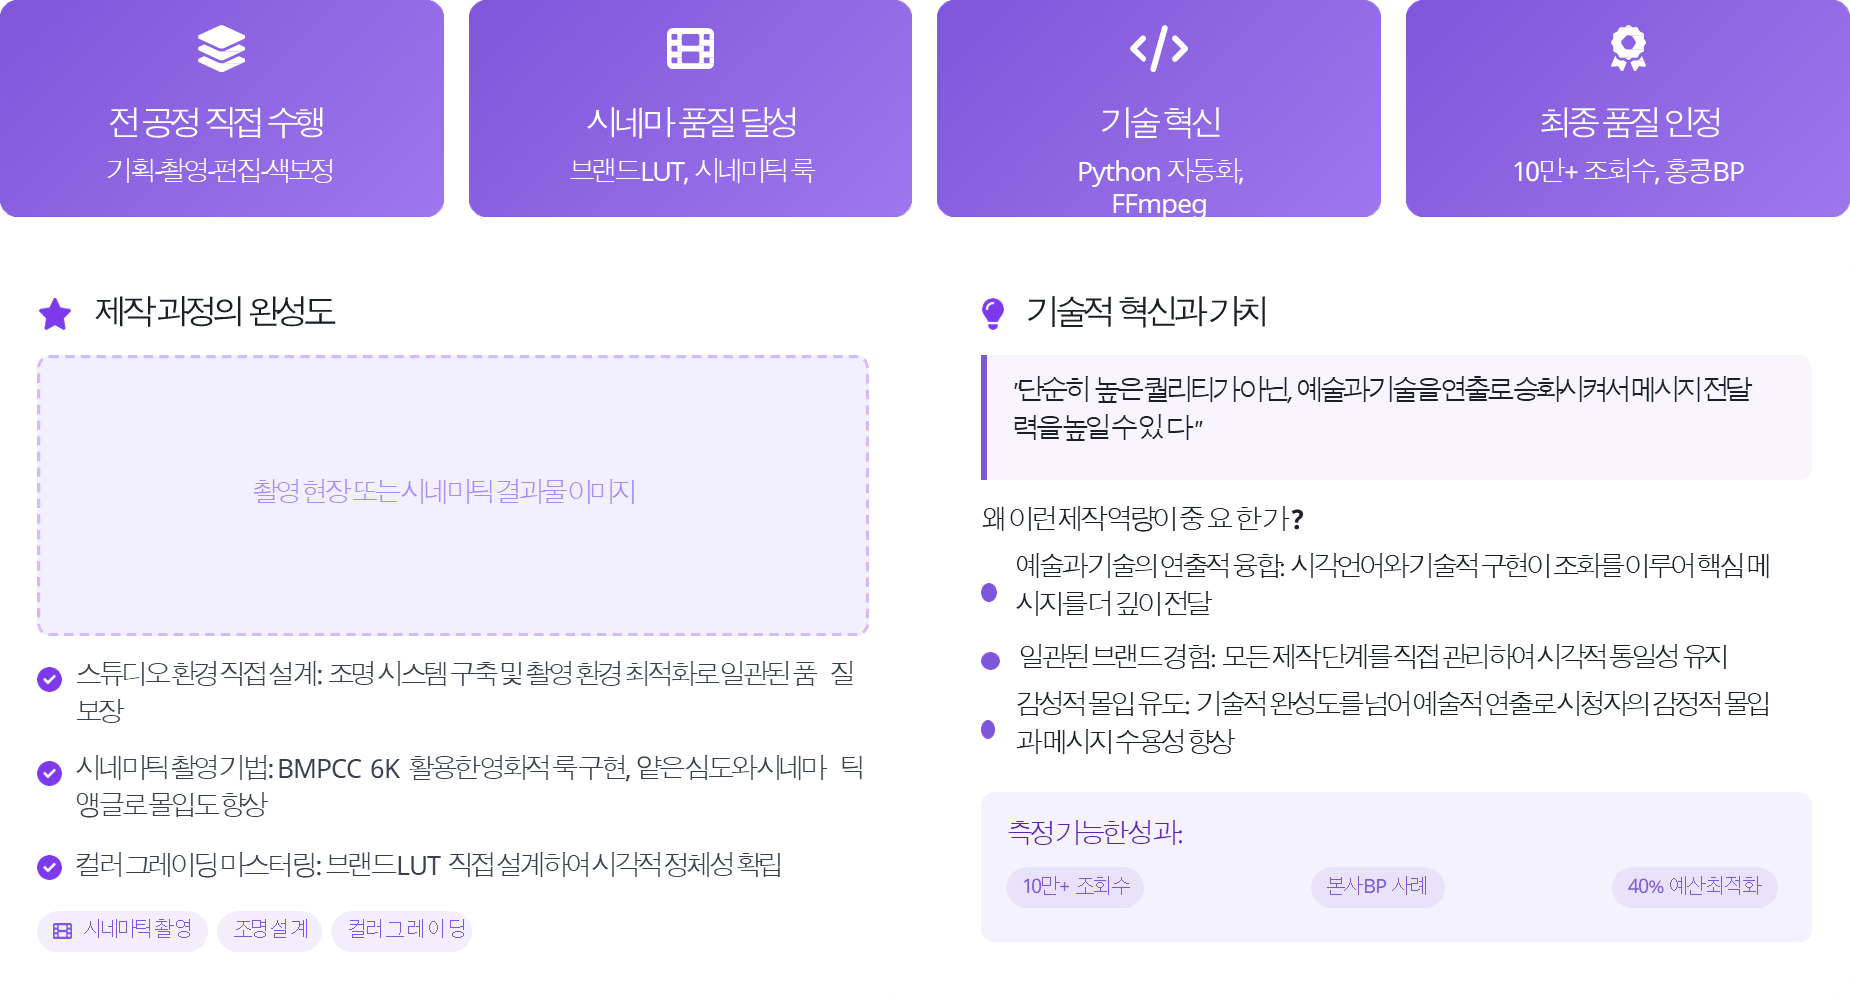 전 공정 직접 수행
기획-촬영-편집-색보정
시네마 품질 달성
브랜드 LUT, 시네마틱 룩
기술 혁신
Python 자동화,
FFmpeg
최종 품질 인정
10만+ 조회수, 홍콩 BP
제작 과정의 완성도
촬영 현장 또는 시네마틱 결과물 이미지
스튜디오 환경 직접 설계: 조명 시스템 구축 및 촬영 환경 최적화로 일관된 품질
보장
시네마틱 촬영 기법: BMPCC 6K 활용한 영화적 룩 구현, 얕은 심도와 시네마틱
앵글로 몰입도 향상
컬러 그레이딩 마스터링: 브랜드 LUT 직접 설계하여 시각적 정체성 확립
시네마틱 촬영
조명 설계
컬러 그레이딩
기술적 혁신과 가치
"단순히 높은 퀄리티가 아닌, 예술과 기술을 연출로 승화시켜서 메시지 전달
력을 높일 수 있다"
왜 이런 제작 역량이 중요한가?
예술과 기술의 연출적 융합: 시각언어와 기술적 구현이 조화를 이루어 핵심 메
시지를 더 깊이 전달
일관된 브랜드 경험: 모든 제작 단계를 직접 관리하여 시각적 통일성 유지
감성적 몰입 유도: 기술적 완성도를 넘어 예술적 연출로 시청자의 감정적 몰입
과 메시지 수용성 향상
측정 가능한 성과:
10만+ 조회수
본사 BP 사례
40% 예산 최적화